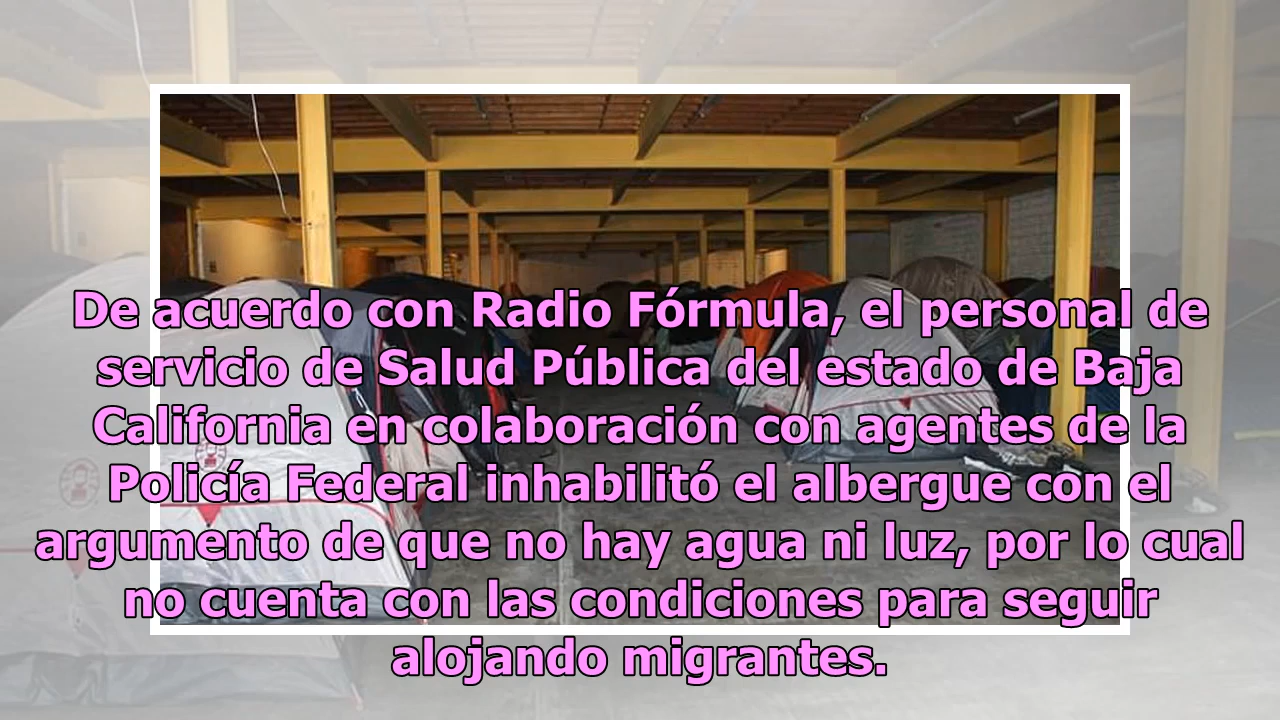 De acuerdo con Radio Fórmula, el personal de
servicio de Salud Pública del estado de Baja
California en colaboración con agentes de la
Policía Federal inhabilitó el albergue con el
argumento de que no hay agua ni luz, por lo cual
no cuenta con las condiciones para seguir
alojando migrantes.